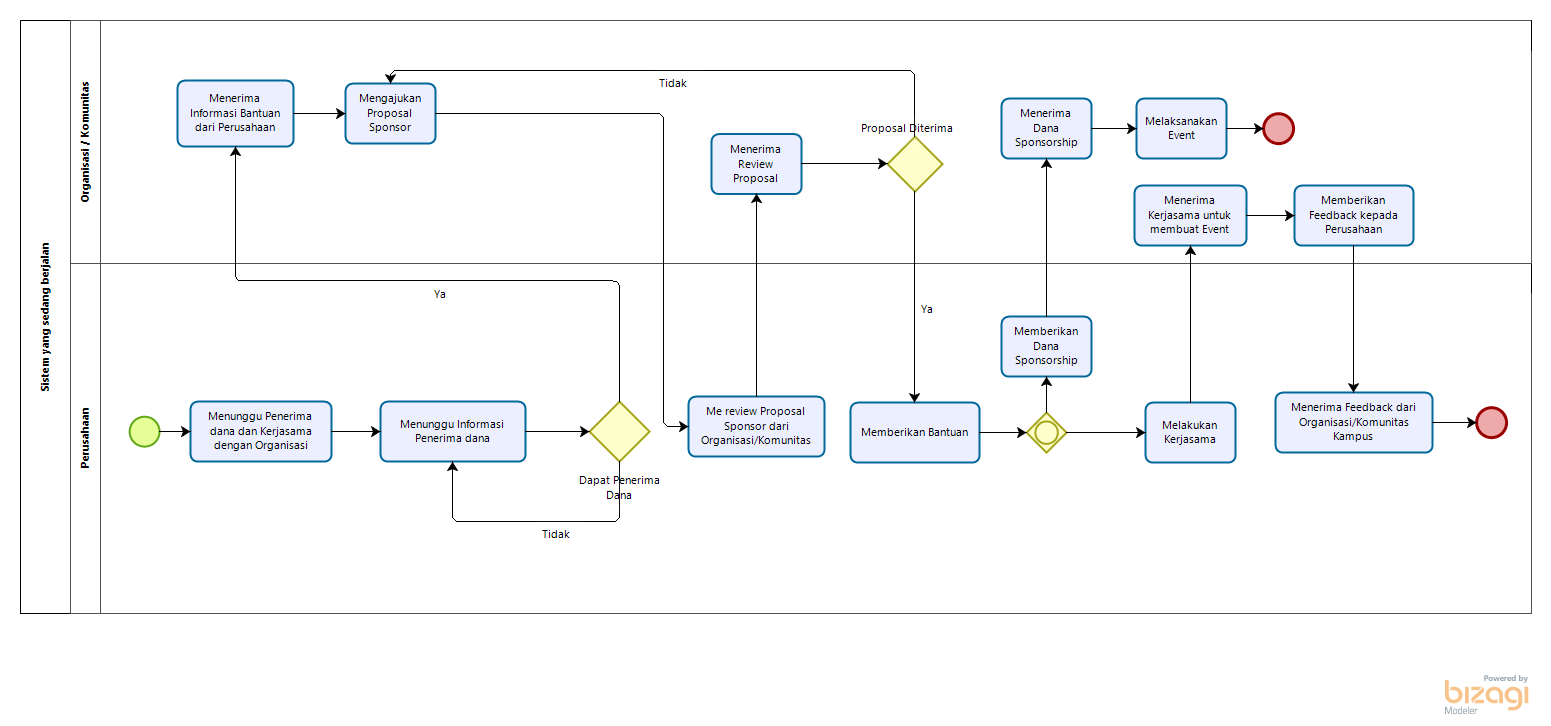 Sistem yang sedang berjalan
Organisasi / Komunitas
Menerima
Informasi Bantuan
dari Perusahaan
Mengajukan
Proposal
Sponsor
Tidak
Menerima
Review
Proposal
Proposal Diterima
Menerima
Dana
Sponsorship
Melaksanakan
Event
Menerima
Kerjasama untuk
membuat Event
Memberikan
Feedback kepada
Perusahaan
Perusahaan
Ya
Ya
Menunggu Penerima
dana dan Kerjasama
dengan Organisasi
Menunggu Informasi
Penerima dana
Dapat Penerima
Dana
Tidak
Me review Proposal
Sponsor dari
Organisasi/Komunitas
Memberikan Bantuan
Memberikan
Dana
Sponsorship
Melakukan
Kerjasama
Menerima Feedback dari
Organisasi/Komunitas
Kampus
Powered by
bizagi
Modeler